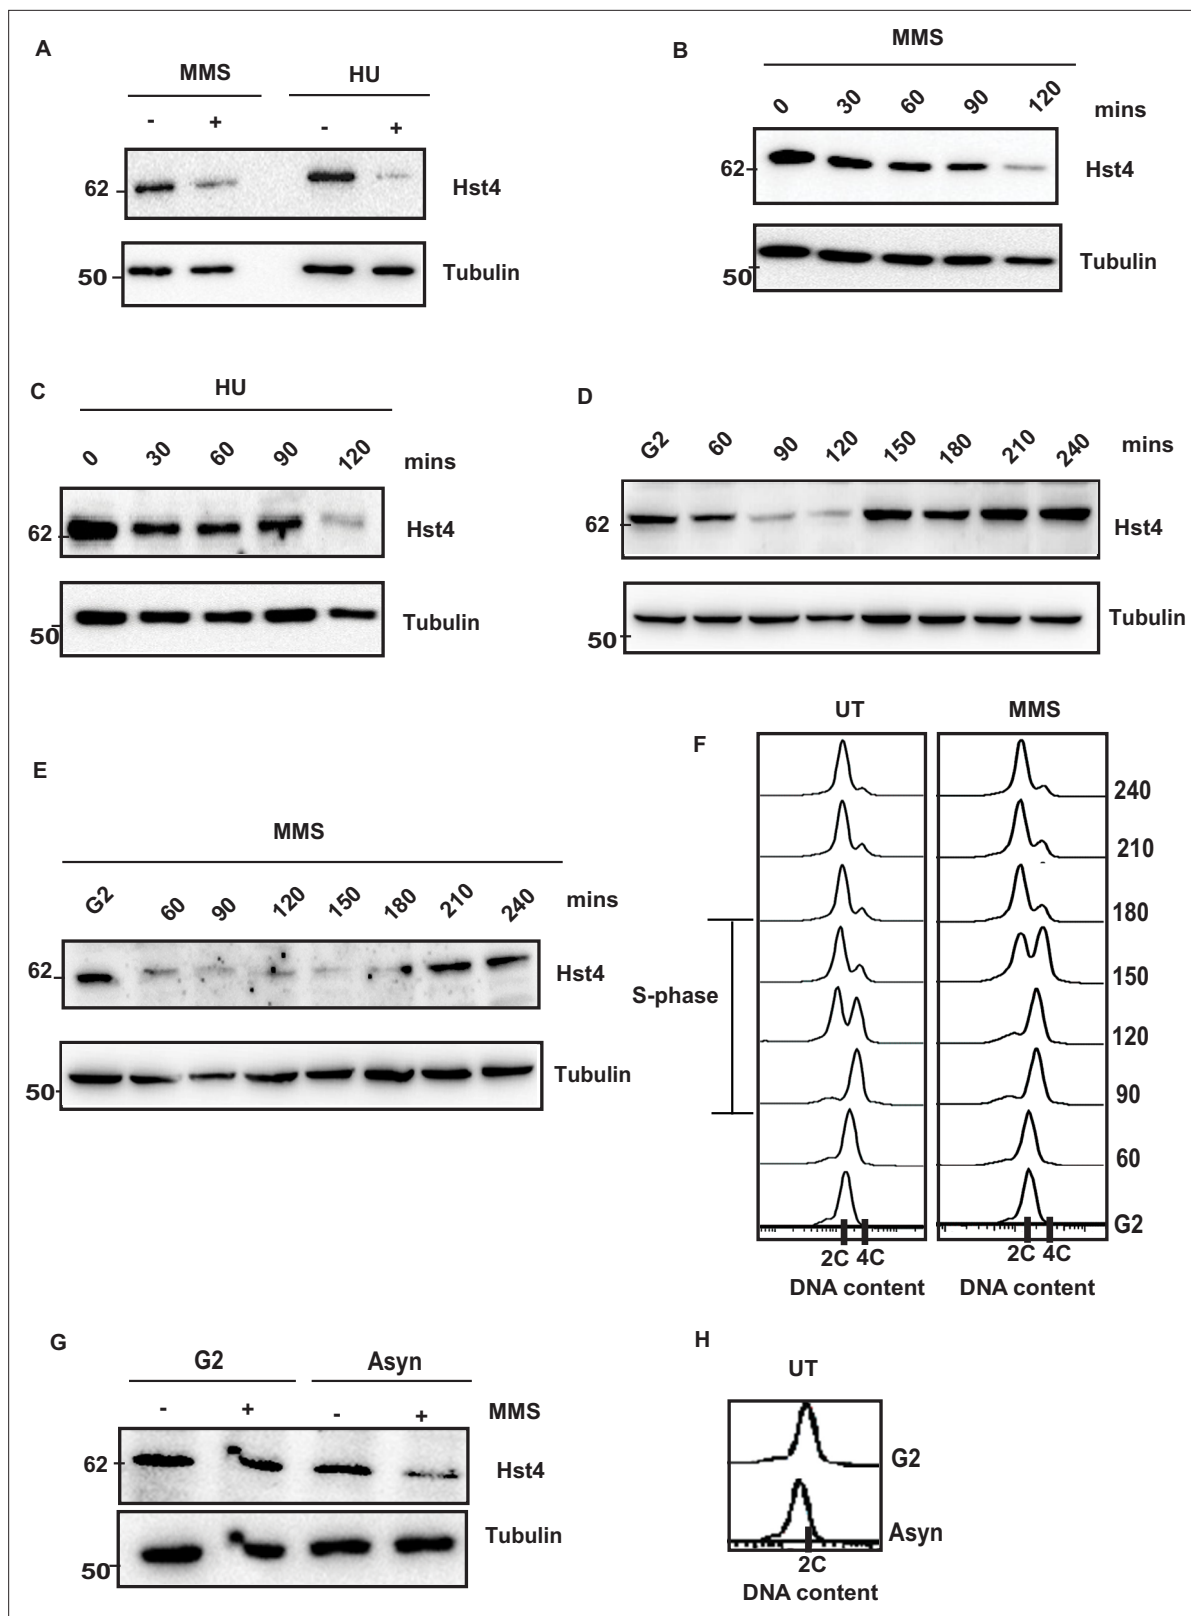 A
MMS HU
- + - +
62 Hst4
50 Tubulin
B
MMS
0 30 60 90 120 mins
62 Hst4
50 Tubulin
C
HU
0 30 60 90 120 mins
62 Hst4
50 Tubulin
D
G2 60 90 120 150 180 210 240 mins
62 Hst4
50 Tubulin
E
MMS
G2 60 90 120 150 180 210 240 mins
62 Hst4
50 Tubulin
F
UT MMS
240
210
180
150
S-phase
120
90
60
G2
2C 4C 2C 4C
DNA content DNA content
G
G2 Asyn
- + - + MMS
62 Hst4
Tubulin
50
H
UT
G2
Asyn
2C
DNA content